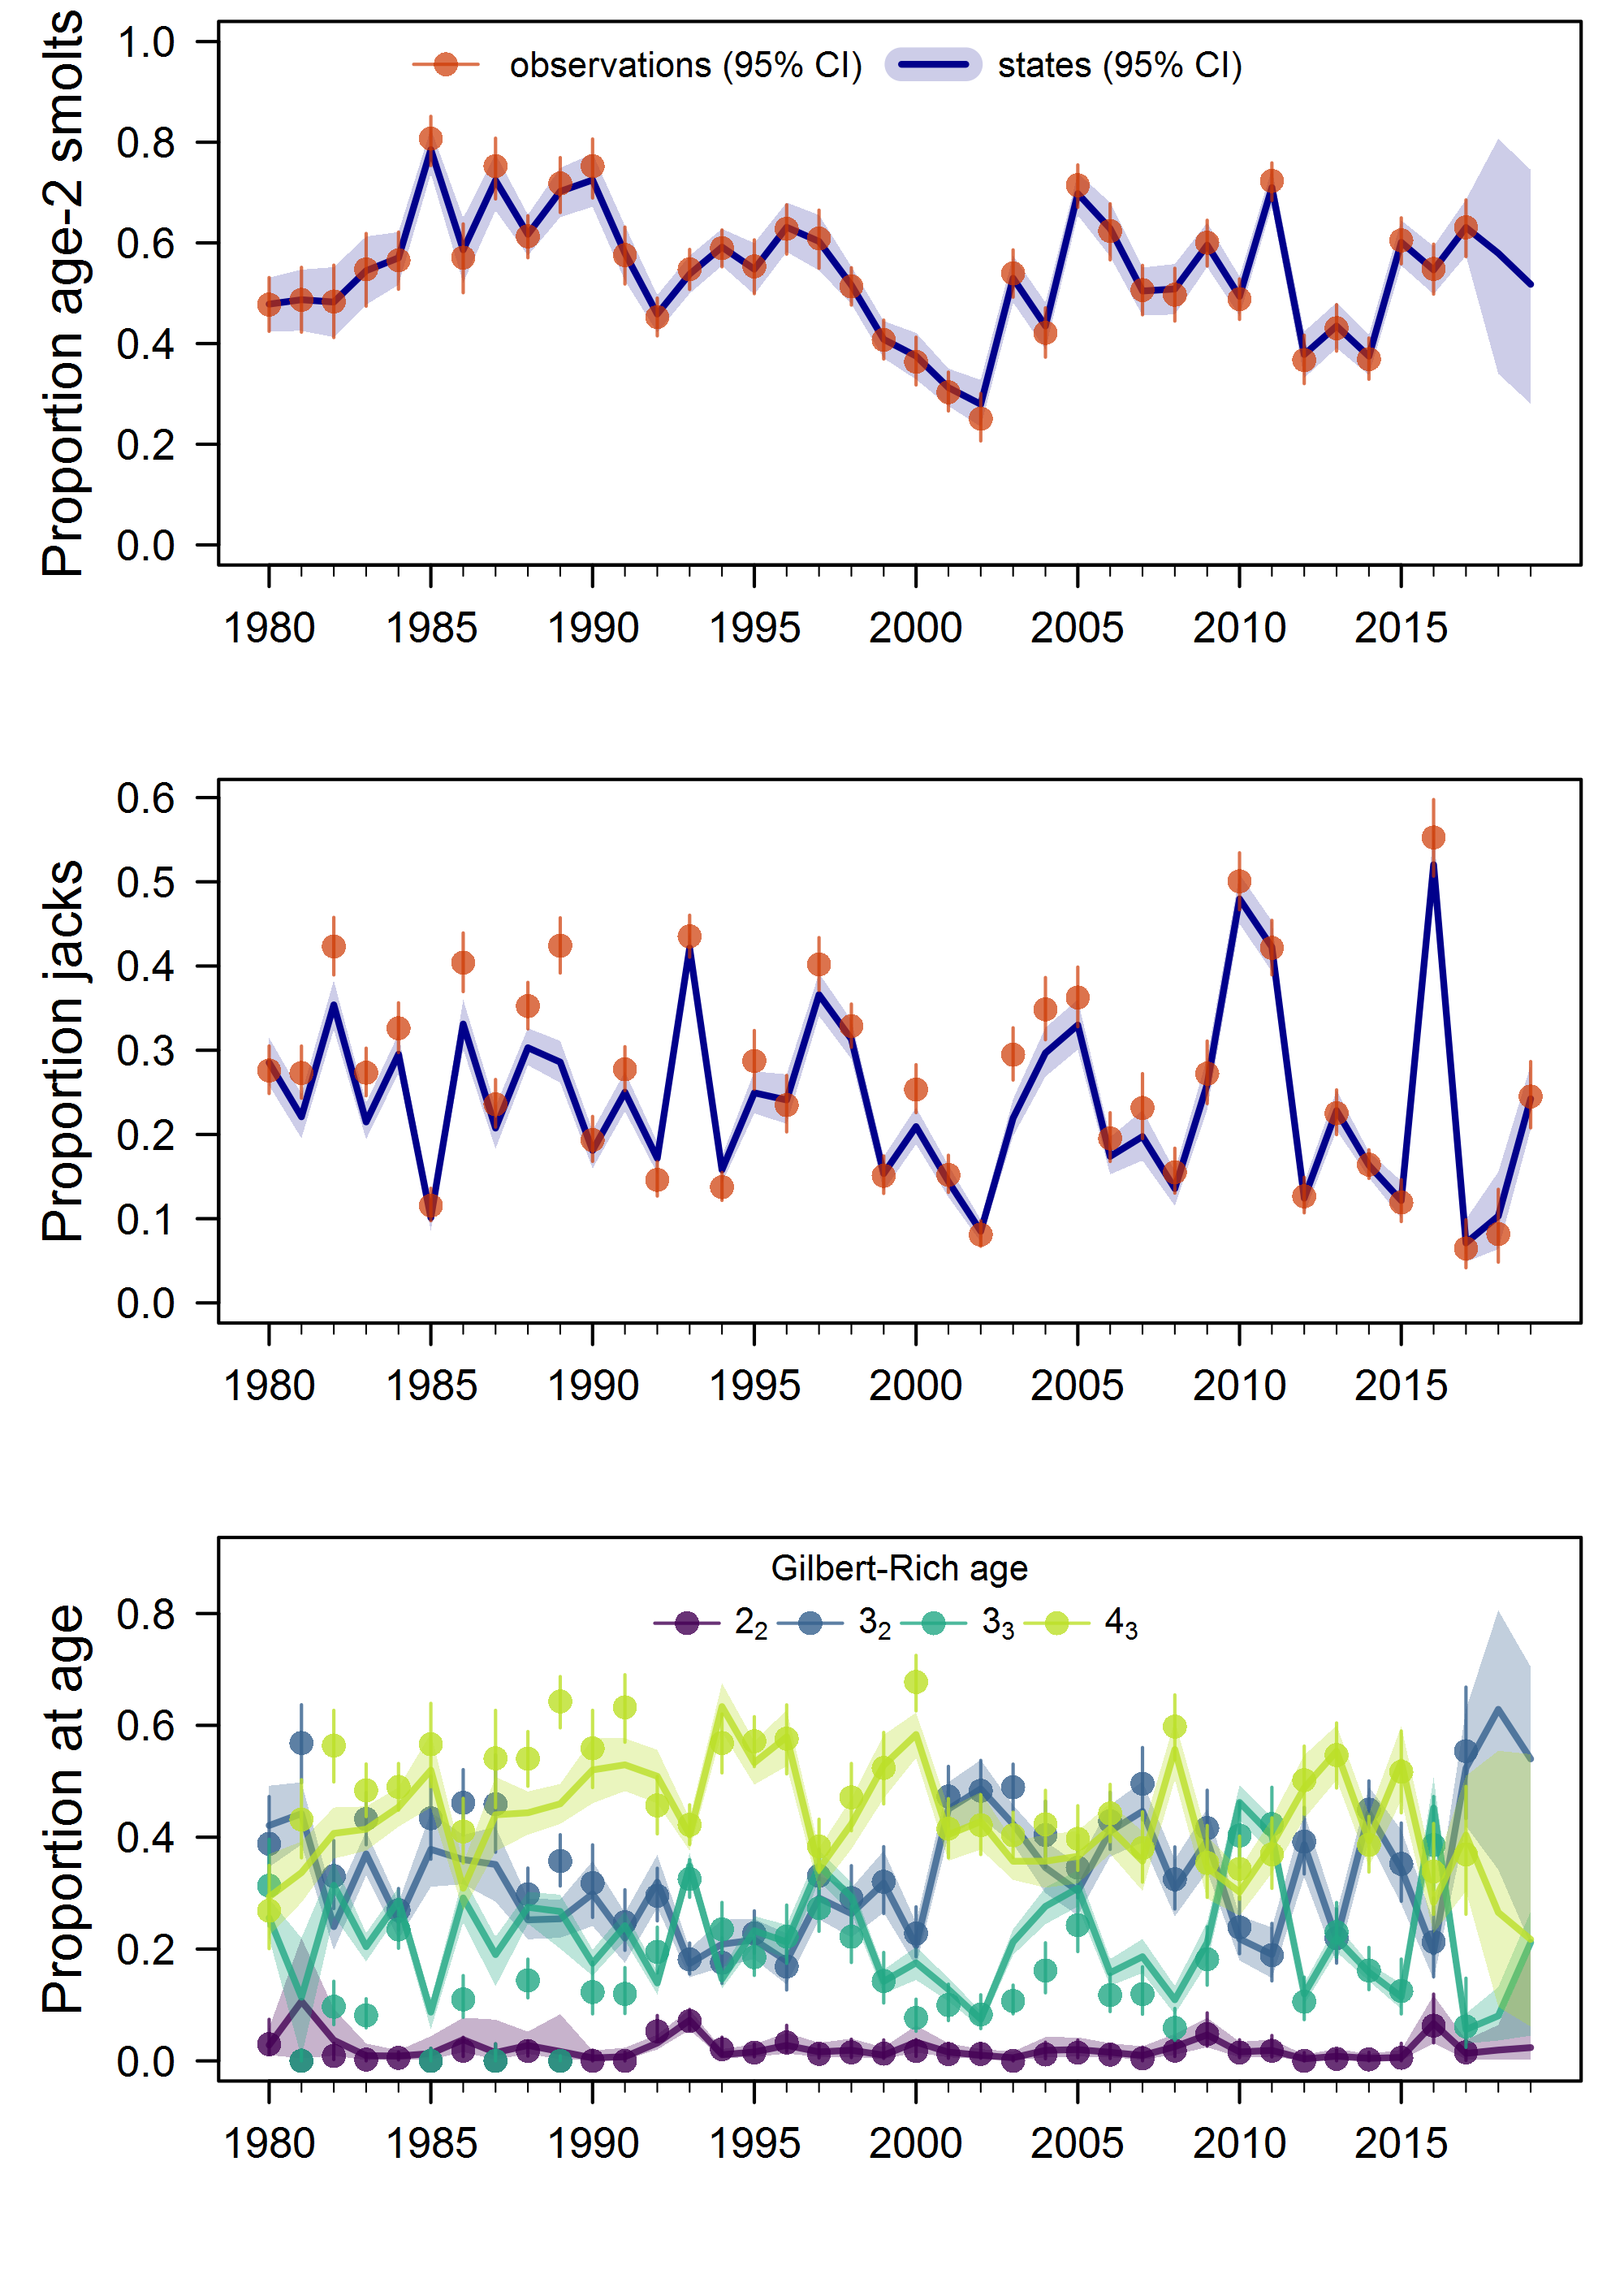 Proportion age-2 smolts
1.0
0.8
0.6
0.4
0.2
0.0
observations (95% CI) states (95% CI)
1980 1985 1990 1995 2000 2005 2010 2015
Proportion jacks
0.6
0.5
0.4
0.3
0.2
0.1
0.0
1980 1985 1990 1995 2000 2005 2010 2015
Proportion at age
0.8
0.6
0.4
0.2
0.0
Gilbert-Rich age
2₂ 3₂ 3₃ 4₃
1980 1985 1990 1995 2000 2005 2010 2015